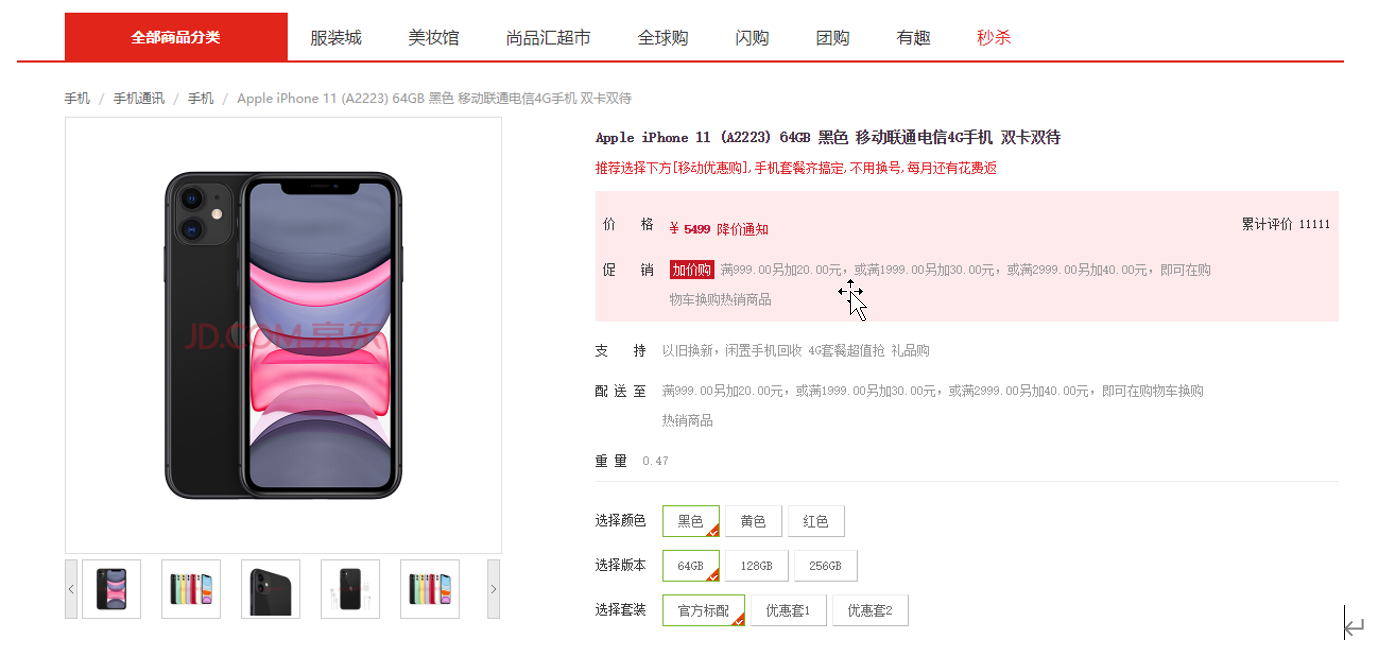 全部商品分类 服装城 美妆馆 尚品汇超市 全球购 闪购 团购 有趣 秒杀
手机 / 手机通讯 / 手机 / Apple iPhone 11 (A2223) 64GB 黑色 移动联通电信4G手机 双卡双待
JD.COM 京东
Apple iPhone 11 (A2223) 64GB 黑色 移动联通电信4G手机 双卡双待
推荐选择下方[移动优惠购],手机套餐齐搞定,不用换号,每月还有花费返
价 格 ¥ 5499 降价通知 累计评价 11111
促 销 加价购 满999.00另加20.00元，或满1999.00另加30.00元，或满2999.00另加40.00元，即可在购
物车换购热销商品
支 持 以旧换新，闲置手机回收 4G套餐超值抢 礼品购
配 送 至 满999.00另加20.00元，或满1999.00另加30.00元，或满2999.00另加40.00元，即可在购物车换购
热销商品
重 量 0.47
选择颜色 黑色 黄色 红色
选择版本 64GB 128GB 256GB
选择套装 官方标配 优惠套1 优惠套2